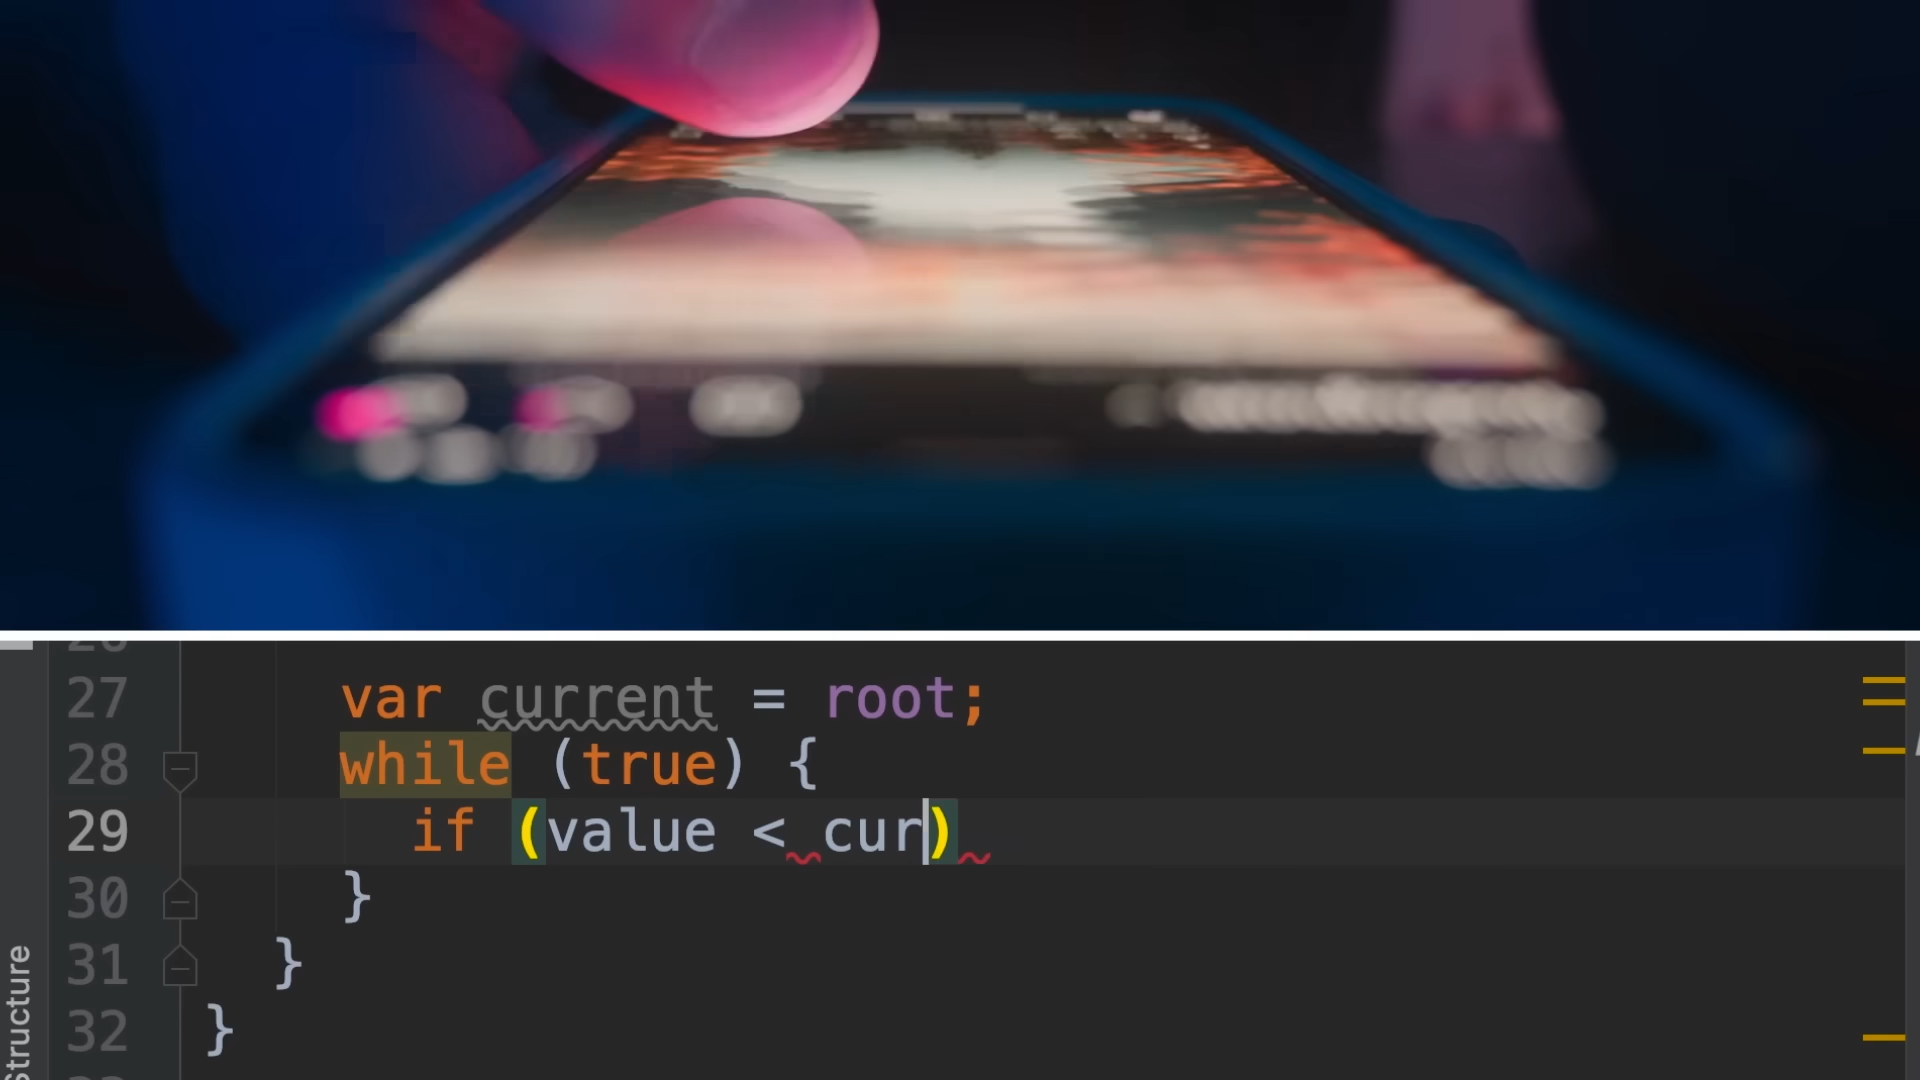 27 var current = root;
28 while (true) {
29 if (value < cur)
30 }
31 }
32 }
Structure